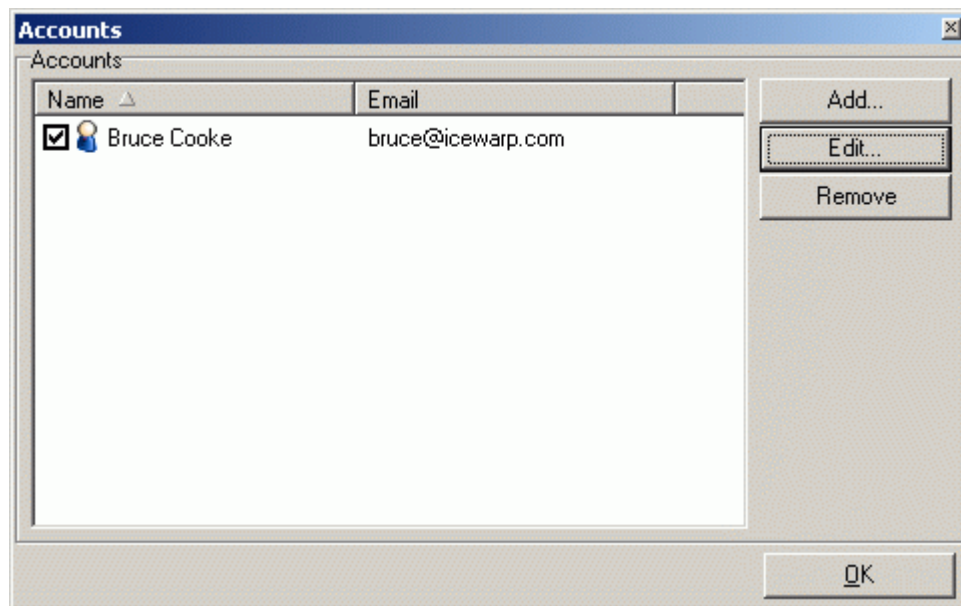 Accounts
Accounts
Name Email
Bruce Cooke bruce@icewarp.com
Add...
Edit...
Remove
OK